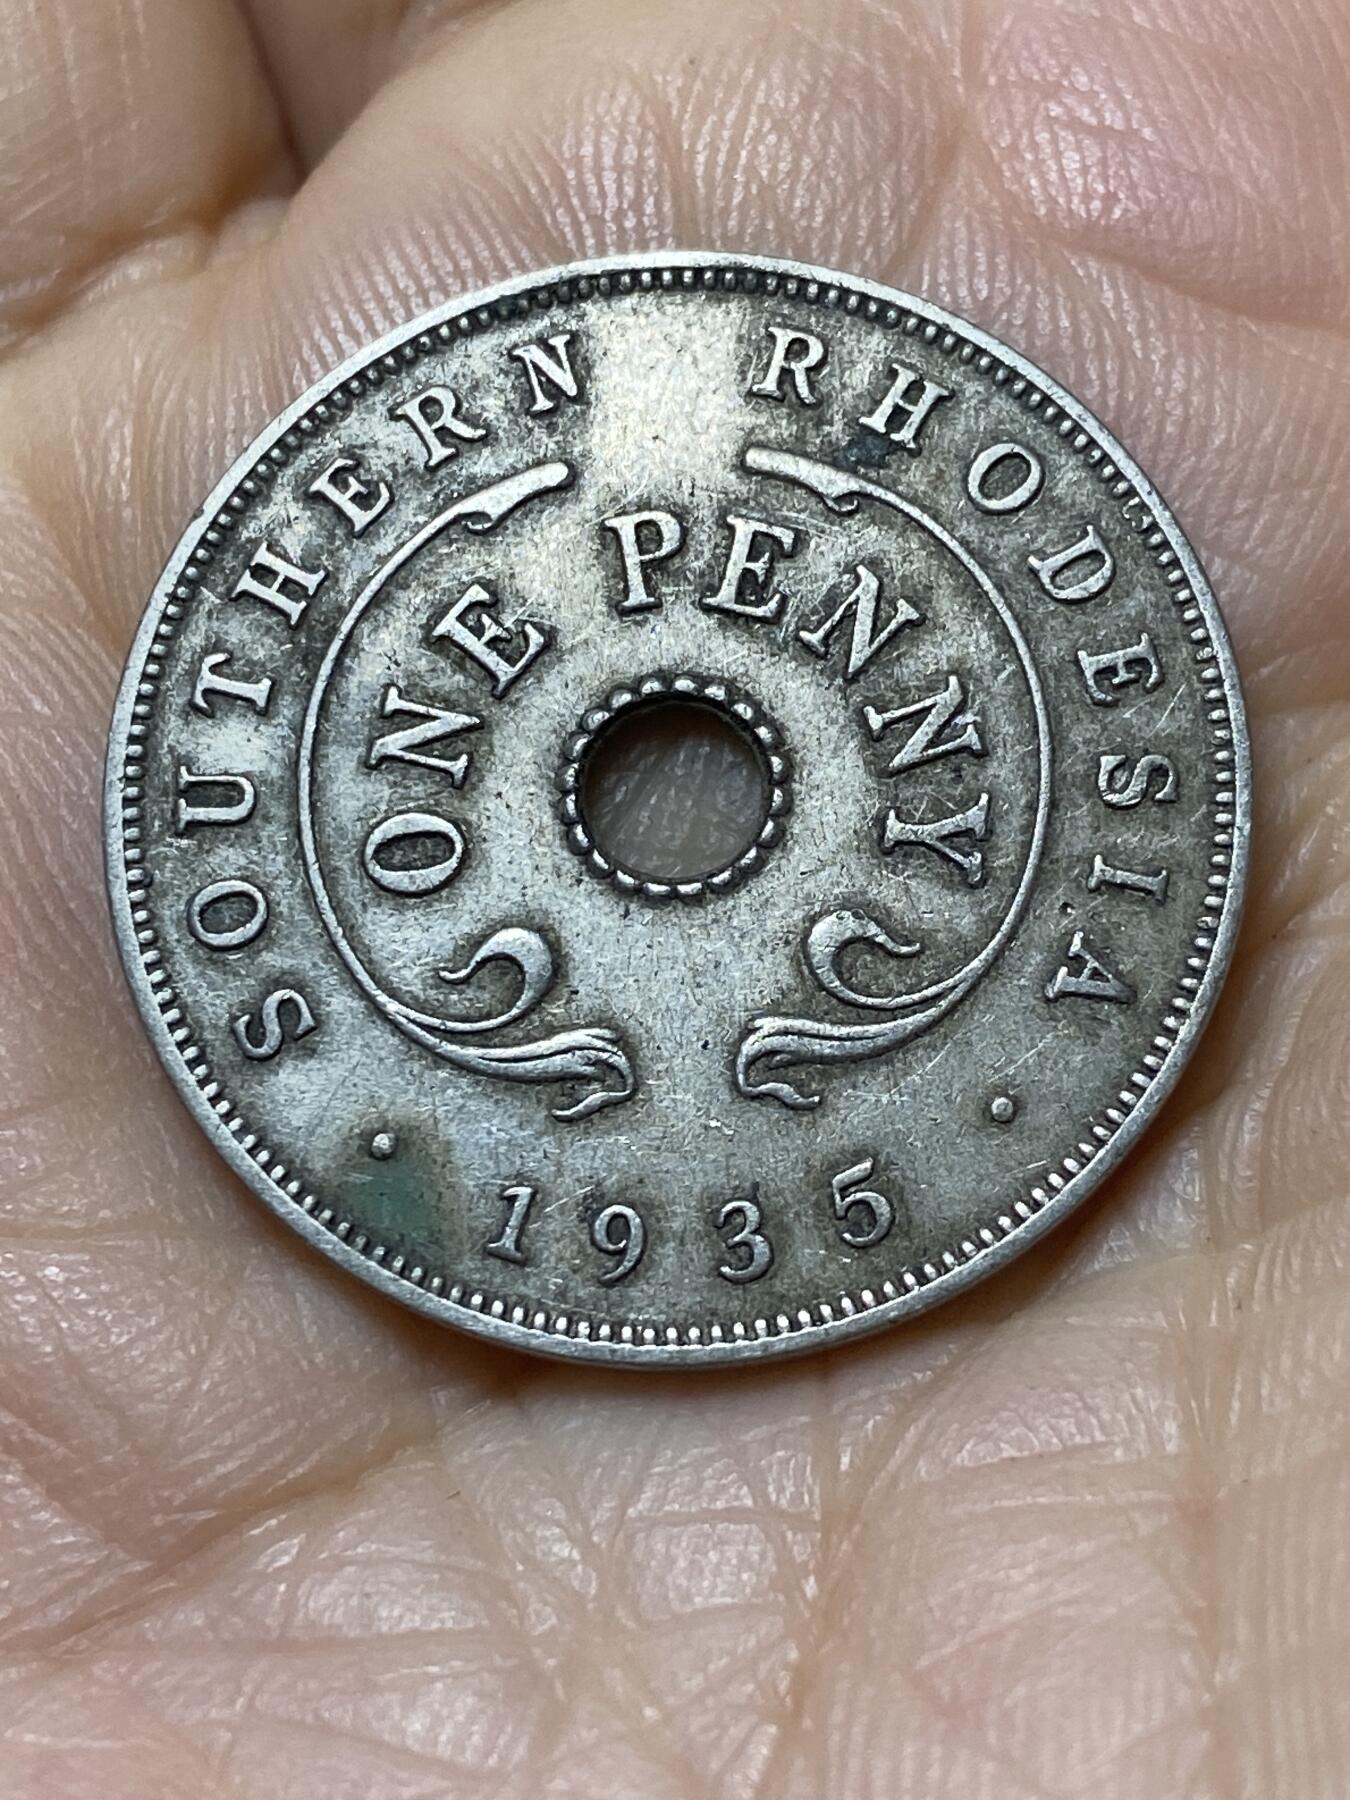 SOUTHERN RHODESIA
ONE PENNY
· 1935 ·